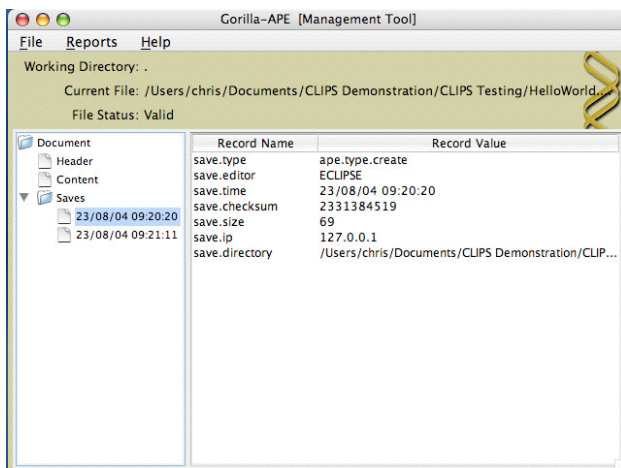 Gorilla-APE [Management Tool]
File Reports Help
Working Directory: .
Current File: /Users/chris/Documents/CLIPS Demonstration/CLIPS Testing/HelloWorld...
File Status: Valid
Document
Header
Content
Saves
23/08/04 09:20:20
23/08/04 09:21:11
Record Name Record Value
save.type ape.type.create
save.editor ECLIPSE
save.time 23/08/04 09:20:20
save.checksum 2331384519
save.size 69
save.ip 127.0.0.1
save.directory /Users/chris/Documents/CLIPS Demonstration/CLIP...